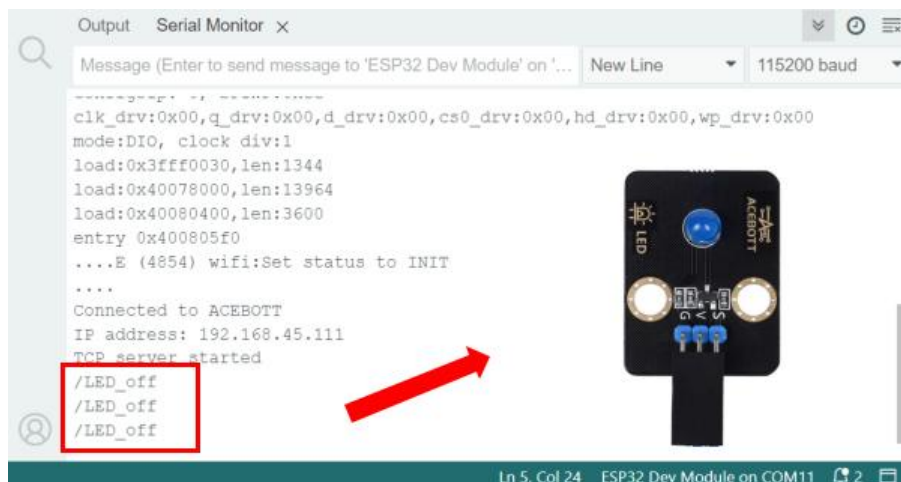 Output Serial Monitor ×
Message (Enter to send message to 'ESP32 Dev Module' on '... New Line 115200 baud
clk_drv:0x00,q_drv:0x00,d_drv:0x00,cs0_drv:0x00,hd_drv:0x00,wp_drv:0x00
mode:DIO, clock div:1
load:0x3fff0030,len:1344
load:0x40078000,len:13964
load:0x40080400,len:3600
entry 0x400805f0
....E (4854) wifi:Set status to INIT
....
Connected to ACEBOTT
IP address: 192.168.45.111
TCP server started
/LED_off
/LED_off
/LED_off
LED
ACEBOTT
G V S
Ln 5, Col 24 ESP32 Dev Module on COM11 2